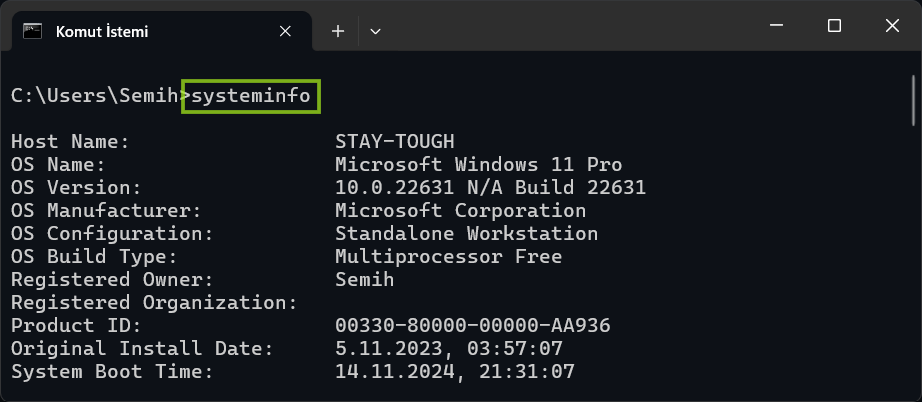 Komut İstemi
C:\Users\Semih>systeminfo
Host Name: STAY-TOUGH
OS Name: Microsoft Windows 11 Pro
OS Version: 10.0.22631 N/A Build 22631
OS Manufacturer: Microsoft Corporation
OS Configuration: Standalone Workstation
OS Build Type: Multiprocessor Free
Registered Owner: Semih
Registered Organization:
Product ID: 00330-80000-00000-AA936
Original Install Date: 5.11.2023, 03:57:07
System Boot Time: 14.11.2024, 21:31:07